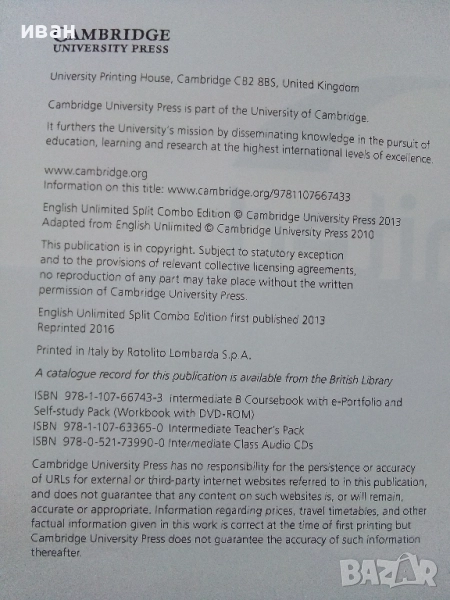 иван
CAMBRIDGE
UNIVERSITY PRESS
University Printing House, Cambridge CB2 8BS, United Kingdom
Cambridge University Press is part of the University of Cambridge.
It furthers the University's mission by disseminating knowledge in the pursuit of
education, learning and research at the highest international levels of excellence.
www.cambridge.org
Information on this title: www.cambridge.org/9781107667433
English Unlimited Split Combo Edition © Cambridge University Press 2013
Adapted from English Unlimited © Cambridge University Press 2010
This publication is in copyright. Subject to statutory exception
and to the provisions of relevant collective licensing agreements,
no reproduction of any part may take place without the written
permission of Cambridge University Press.
English Unlimited Split Combo Edition first published 2013
Reprinted 2016
Printed in Italy by Rotolito Lombarda S.p.A.
A catalogue record for this publication is available from the British Library
ISBN 978-1-107-66743-3 Intermediate B Coursebook with e-Portfolio and
Self-study Pack (Workbook with DVD-ROM)
ISBN 978-1-107-63365-0 Intermediate Teacher's Pack
ISBN 978-0-521-73990-0 Intermediate Class Audio CDs
Cambridge University Press has no responsibility for the persistence or accuracy
of URLs for external or third-party internet websites referred to in this publication,
and does not guarantee that any content on such websites is, or will remain,
accurate or appropriate. Information regarding prices, travel timetables, and other
factual information given in this work is correct at the time of first printing but
Cambridge University Press does not guarantee the accuracy of such information
thereafter.
BAZAR